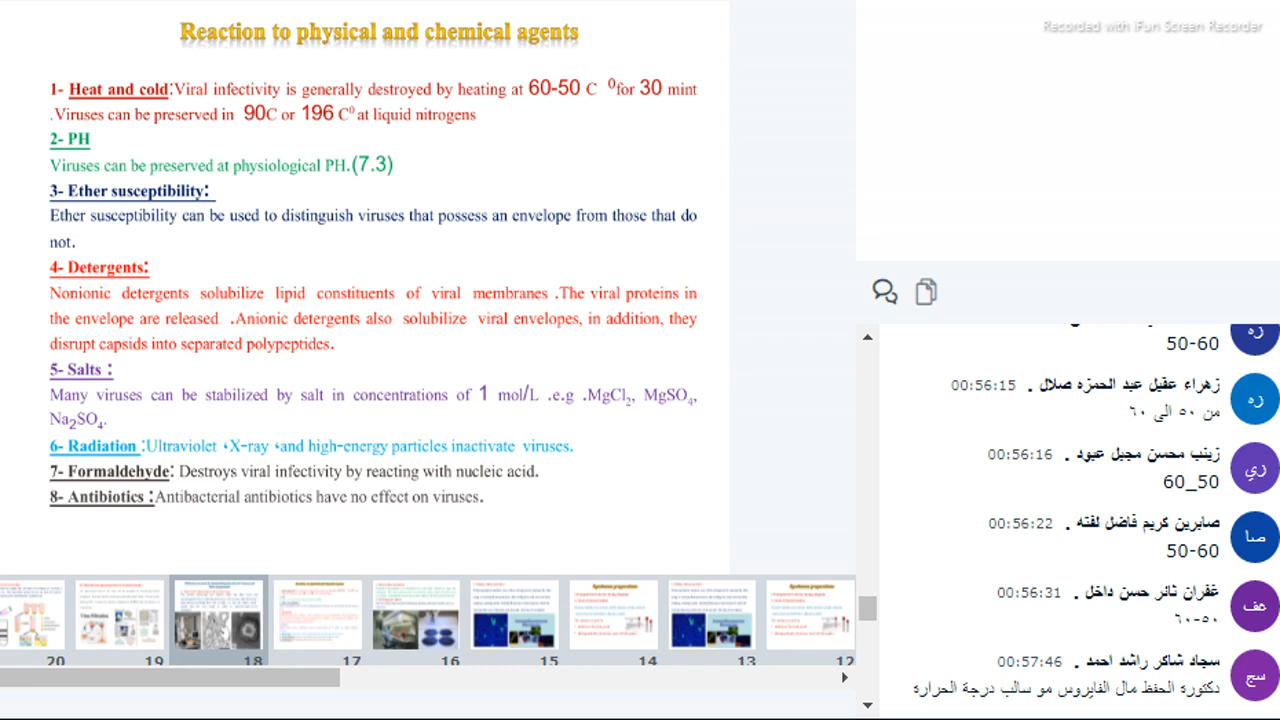 Reaction to physical and chemical agents
1- Heat and cold:Viral infectivity is generally destroyed by heating at 60-50 C ⁰for 30 mint
.Viruses can be preserved in 90C or 196 C⁰ at liquid nitrogens
2- PH
Viruses can be preserved at physiological PH.(7.3)
3- Ether susceptibility:
Ether susceptibility can be used to distinguish viruses that possess an envelope from those that do
not.
4- Detergents:
Nonionic detergents solubilize lipid constituents of viral membranes .The viral proteins in
the envelope are released .Anionic detergents also solubilize viral envelopes, in addition, they
disrupt capsids into separated polypeptides.
5- Salts :
Many viruses can be stabilized by salt in concentrations of 1 mol/L .e.g .MgCl₂, MgSO₄,
Na₂SO₄.
6- Radiation :Ultraviolet ،X-ray ،and high-energy particles inactivate viruses.
7- Formaldehyde: Destroys viral infectivity by reacting with nucleic acid.
8- Antibiotics :Antibacterial antibiotics have no effect on viruses.
20 19 18 17 16 15 14 13 12
Recorded with iFun Screen Recorder
زه
50-60
زهراء عقيل عبد الحمزه صلال . 00:56:15
زه
من ٥٠ الى ٦٠
زينب محسن مجبل عبود . 00:56:16
زي
60_50
صابرين كريم فاضل لفته . 00:56:22
صا
50-60
غفران ثائر حسن داخل . 00:56:31
غف
٥٠-٦٠
سجاد شاكر راشد احمد . 00:57:46
سج
دكتورة الحفظ مال الفايروس مو سالب درجة الحرارة